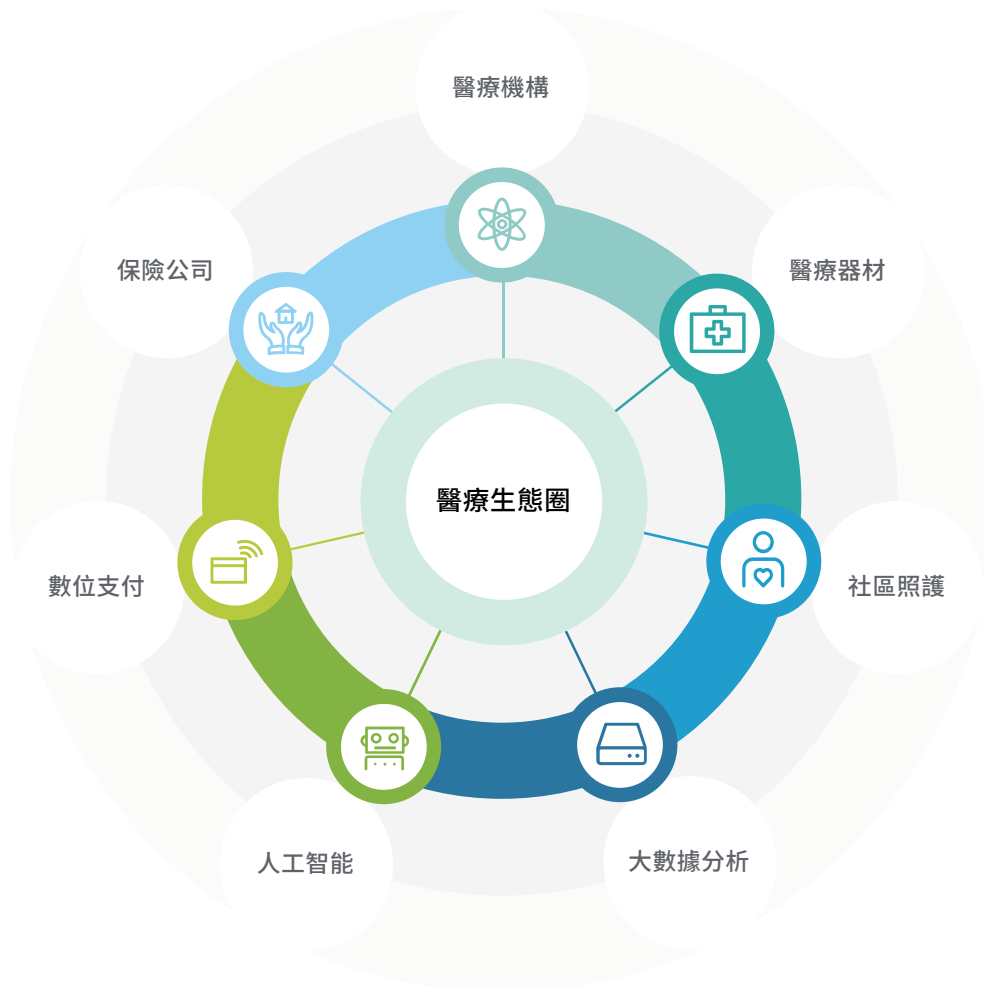 醫療機構
保險公司
醫療器材
醫療生態圈
數位支付
社區照護
人工智能
大數據分析